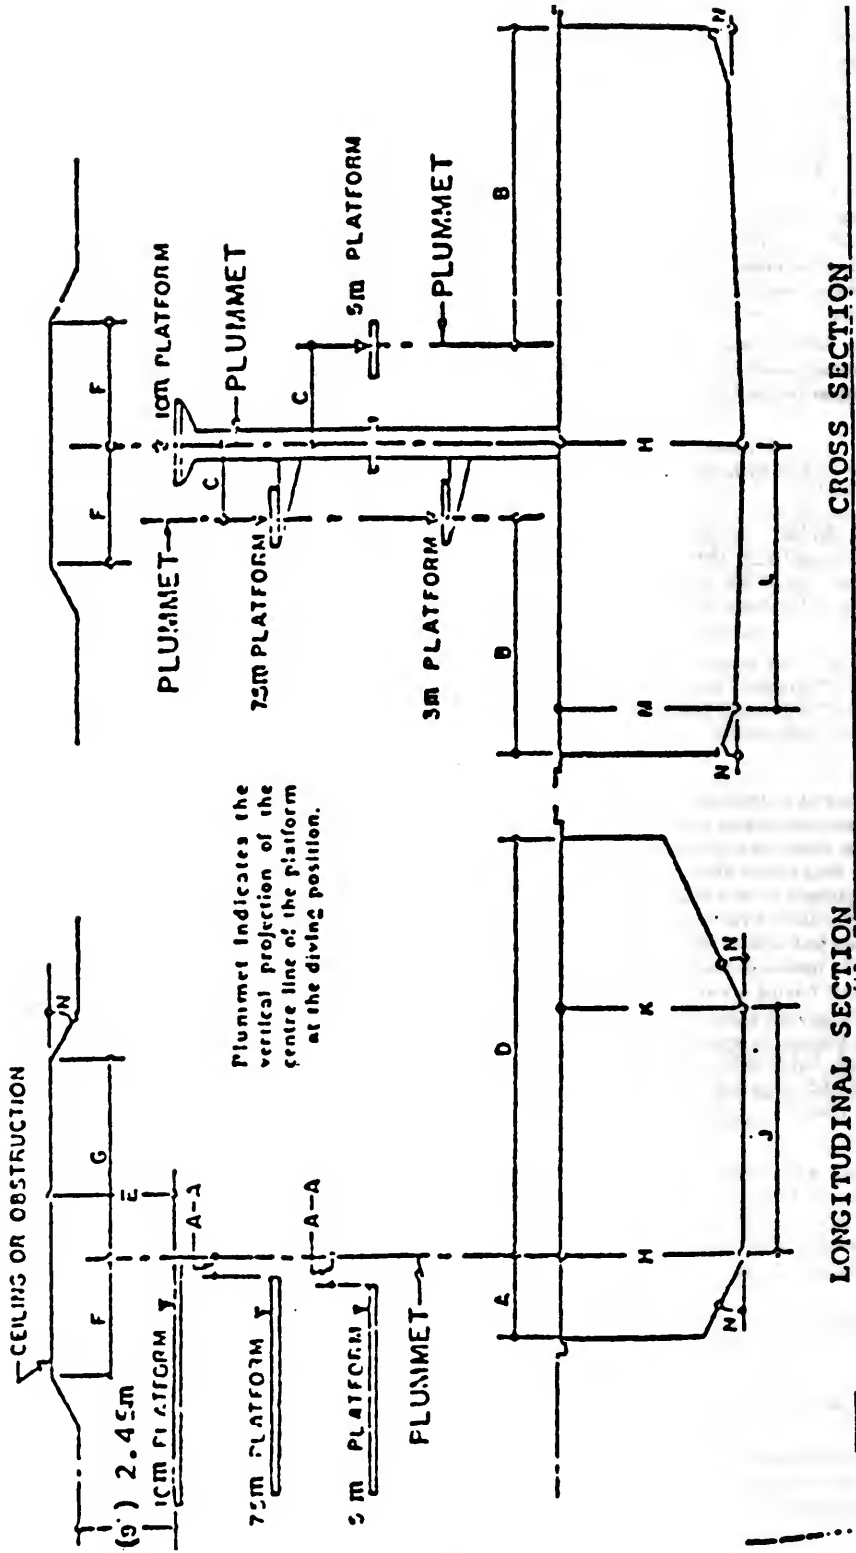 CEILING OR OBSTRUCTION
N
G
E
F
2.45m
10m PLATFORM
A-A
7.5m PLATFORM
A-A
5m PLATFORM
PLUMMET
Plummet indicates the
vertical projection of the
centre line of the platform
at the diving position.
A
D
H
K
J
N
N
LONGITUDINAL SECTION
F
F
10m PLATFORM
PLUMMET
PLUMMET
C
C
7.5m PLATFORM
5m PLATFORM
3m PLATFORM
PLUMMET
B
B
H
M
L
N
N
CROSS SECTION